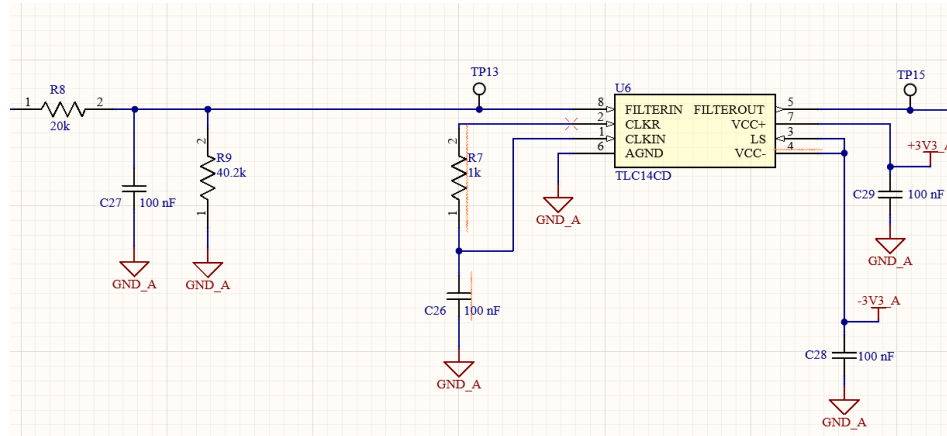 TP13
TP15
R8
1
2
20k
U6
8 FILTERIN FILTEROUT 5
2 CLKR VCC+ 7
1 CLKIN LS 3
6 AGND VCC- 4
TLC14CD
+3V3_A
2
R9
40.2k
1
2
R7
1k
1
C27 100 nF
C29 100 nF
GND_A
GND_A
GND_A
GND_A
C26 100 nF
-3V3_A
C28 100 nF
GND_A
GND_A